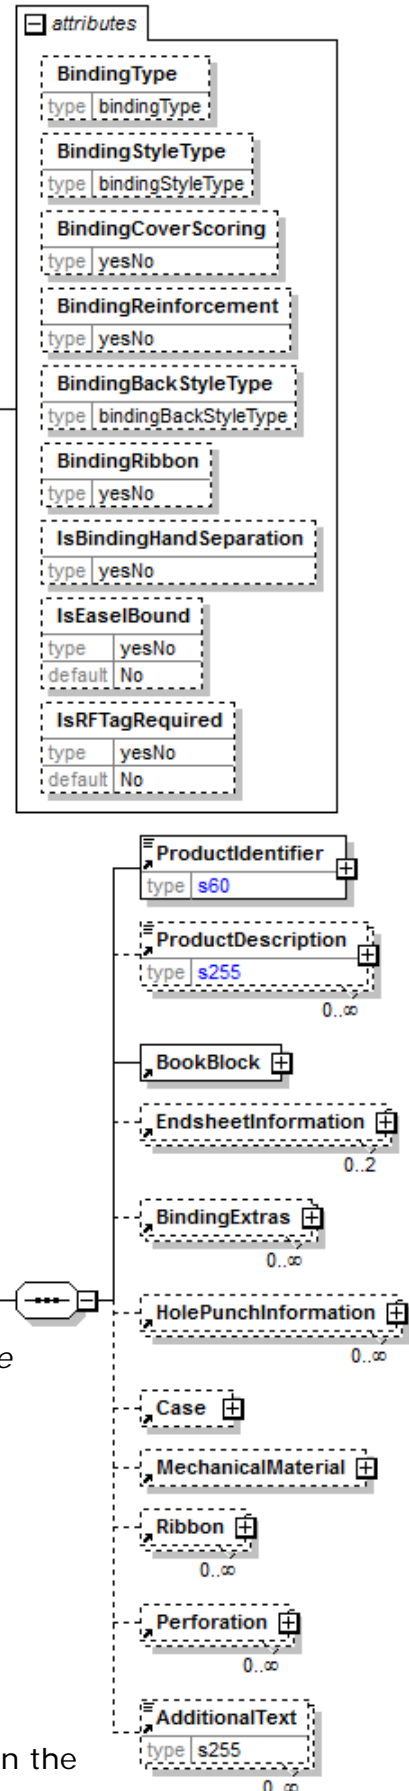 attributes
BindingType
type bindingType
BindingStyleType
type bindingStyleType
BindingCoverScoring
type yesNo
BindingReinforcement
type yesNo
BindingBackStyleType
type bindingBackStyleType
BindingRibbon
type yesNo
IsBindingHandSeparation
type yesNo
IsEaselBound
type yesNo
default No
IsRFTagRequired
type yesNo
default No
ProductIdentifier
type s60
ProductDescription
type s255
0..∞
BookBlock
EndsheetInformation
0..2
BindingExtras
0..∞
HolePunchInformation
0..∞
e
Case
MechanicalMaterial
Ribbon
0..∞
Perforation
0..∞
AdditionalText
n the
type s255
0..∞